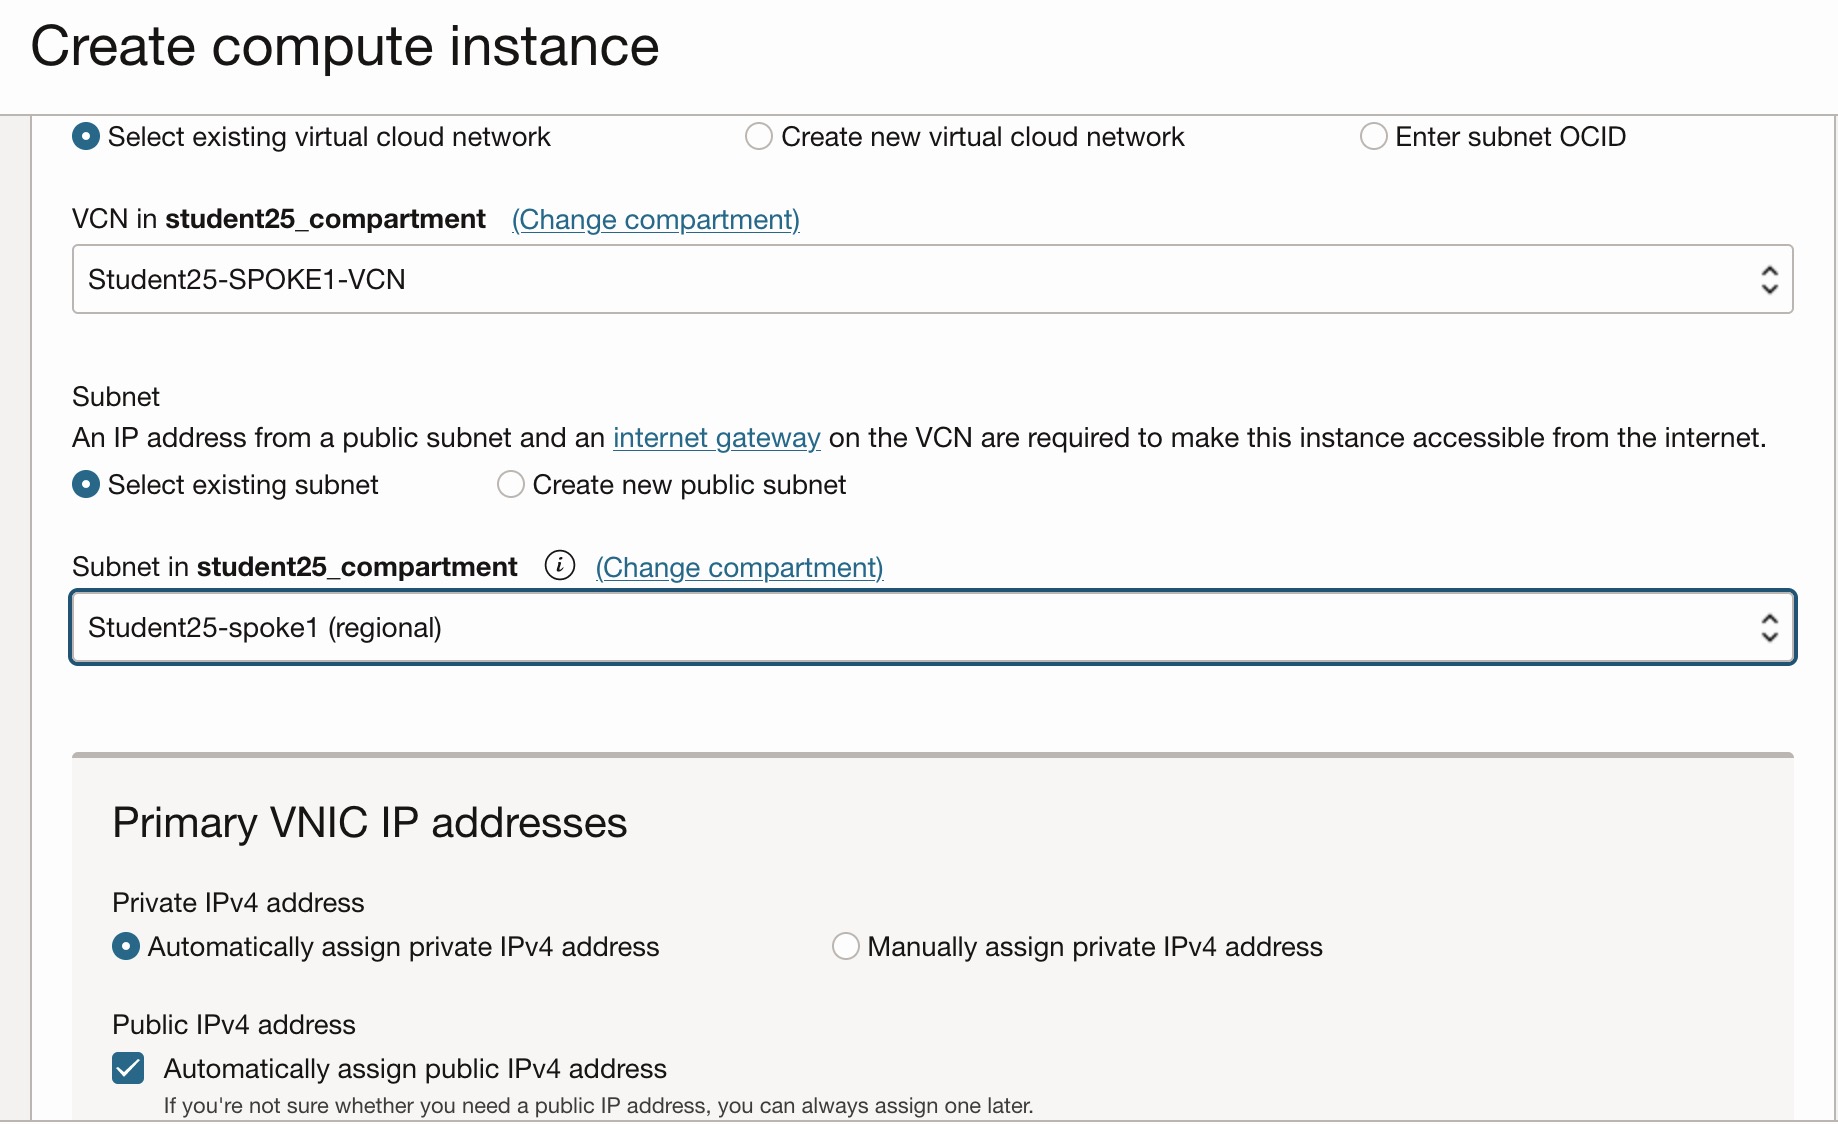 Create compute instance
Select existing virtual cloud network
Create new virtual cloud network
Enter subnet OCID
VCN in student25_compartment (Change compartment)
Student25-SPOKE1-VCN
Subnet
An IP address from a public subnet and an internet gateway on the VCN are required to make this instance accessible from the internet.
Select existing subnet
Create new public subnet
Subnet in student25_compartment i (Change compartment)
Student25-spoke1 (regional)
Primary VNIC IP addresses
Private IPv4 address
Automatically assign private IPv4 address
Manually assign private IPv4 address
Public IPv4 address
Automatically assign public IPv4 address
If you're not sure whether you need a public IP address, you can always assign one later.